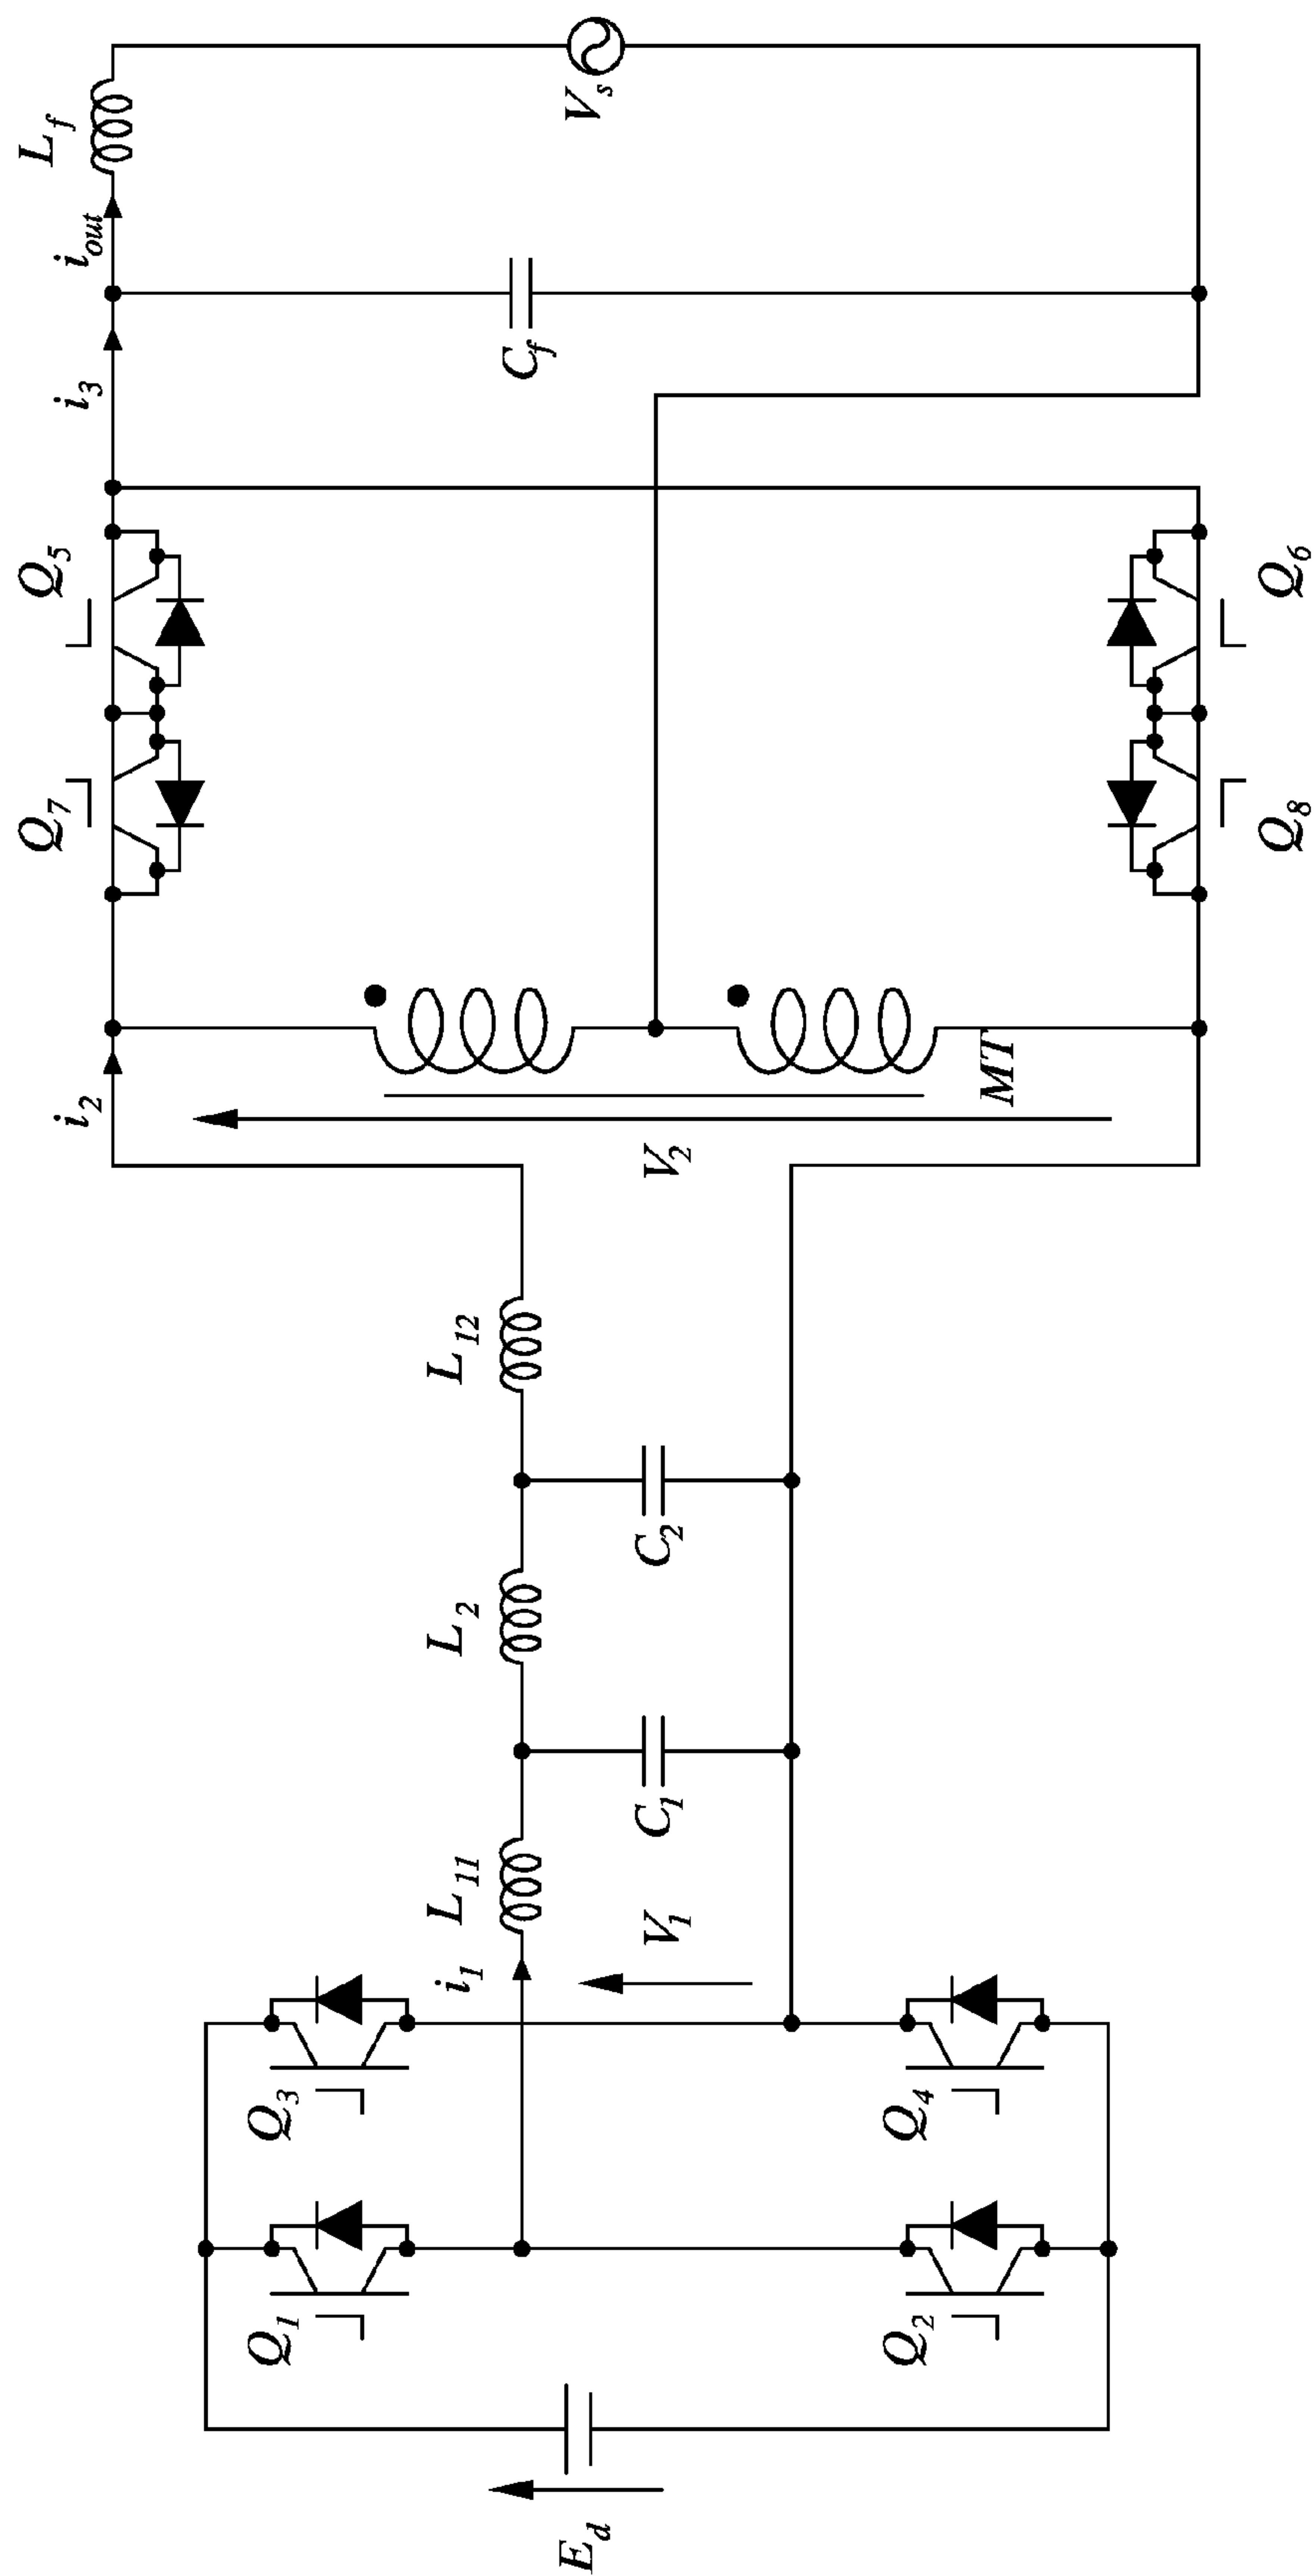 E_d
Q_1
Q_2
Q_3
Q_4
i_1
V_1
L_11
C_1
L_2
C_2
L_12
i_2
V_2
MT
Q_7
Q_5
Q_8
Q_6
i_3
C_f
i_out
L_f
V_s